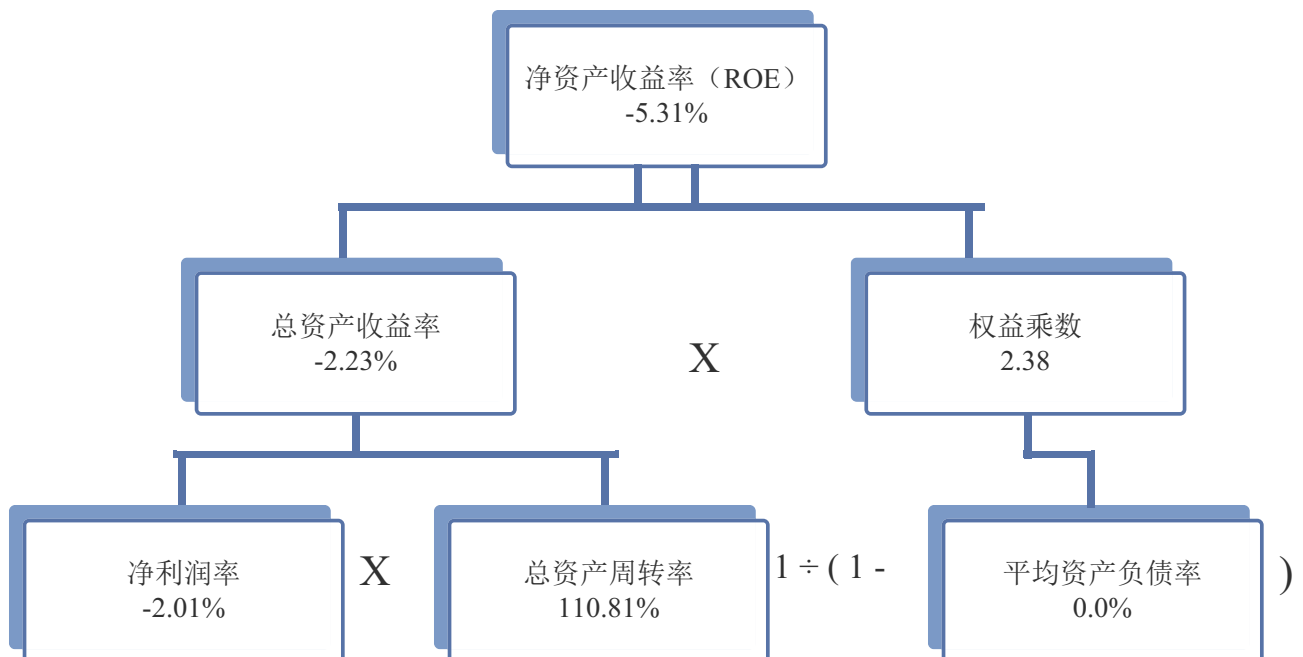 净资产收益率（ROE）
-5.31%
总资产收益率
-2.23%
X
权益乘数
2.38
净利润率
-2.01%
X
总资产周转率
110.81%
1 ÷ ( 1 -
平均资产负债率
0.0%
)